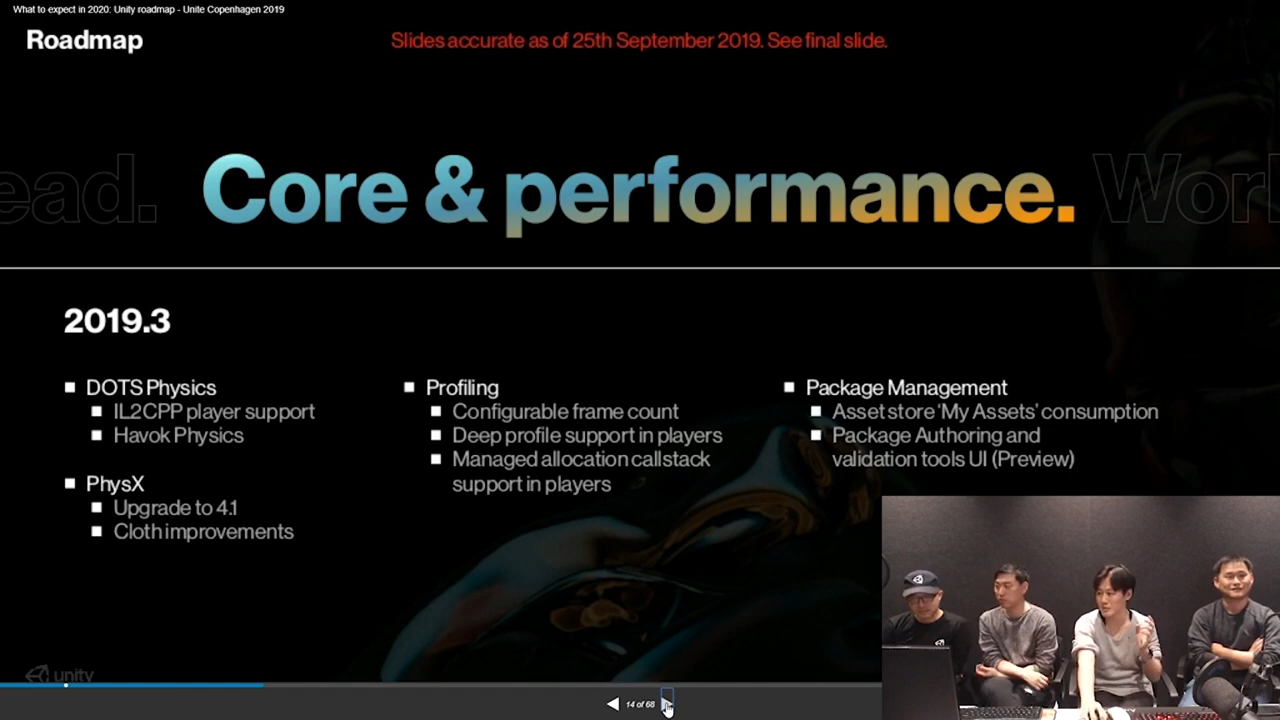 What to expect in 2020: Unity roadmap - Unite Copenhagen 2019
Roadmap
Slides accurate as of 25th September 2019. See final slide.
ead.
Core & performance.
Wor
2019.3
DOTS Physics
IL2CPP player support
Havok Physics
PhysX
Upgrade to 4.1
Cloth improvements
Profiling
Configurable frame count
Deep profile support in players
Managed allocation callstack
support in players
Package Management
Asset store 'My Assets' consumption
Package Authoring and
validation tools UI (Preview)
unity
14 of 68